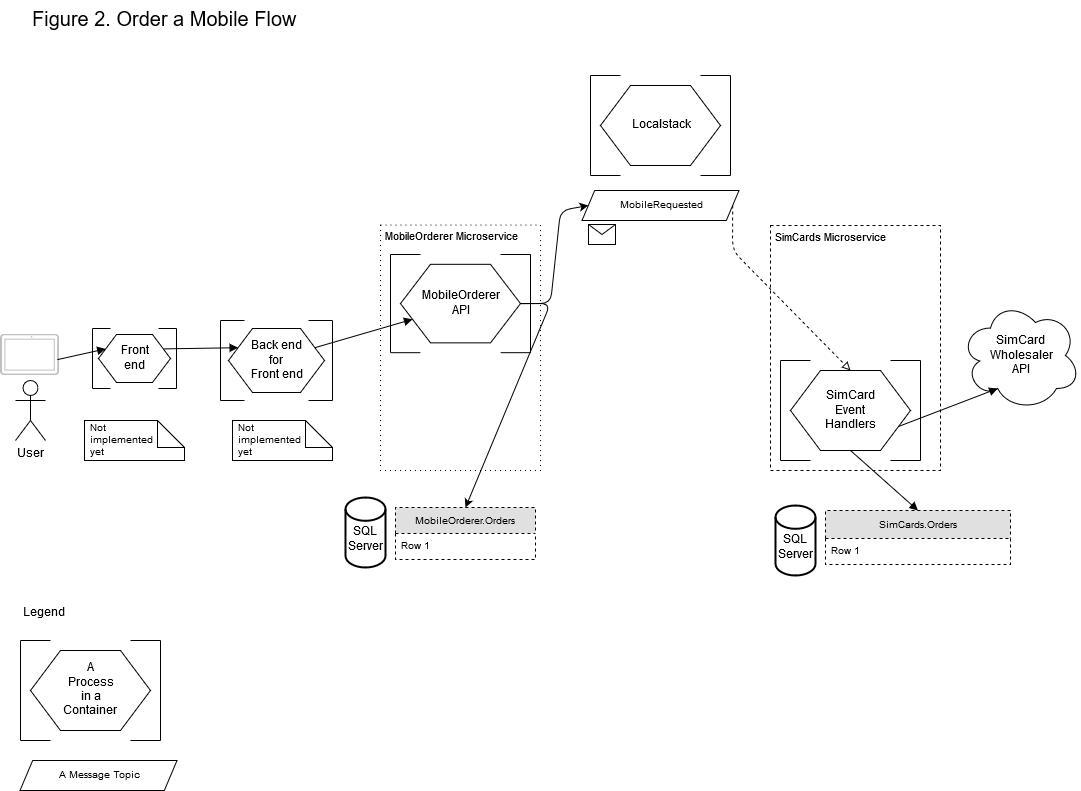 Figure 2. Order a Mobile Flow
Localstack
MobileRequested
MobileOrderer Microservice
MobileOrderer
API
SimCards Microservice
Front
end
Back end
for
Front end
SimCard
Wholesaler
API
SimCard
Event
Handlers
Not
implemented
yet
Not
implemented
yet
User
SQL
Server
MobileOrderer.Orders
Row 1
SQL
Server
SimCards.Orders
Row 1
Legend
A
Process
in a
Container
A Message Topic